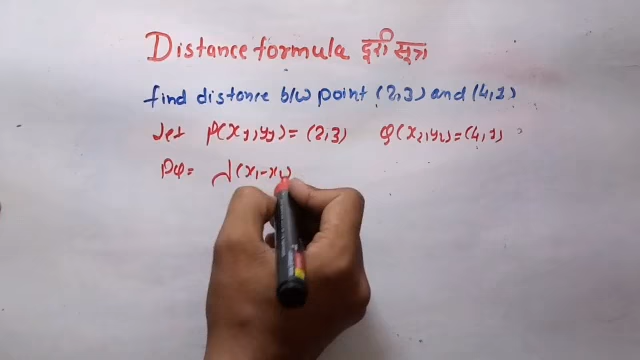 Distance formula दूरी सूत्र
find distance b/w point (2,3) and (4,1)
Let P(x1,y1) = (2,3) Q(x2,y2) = (4,1)
PQ = √(x1-x2)